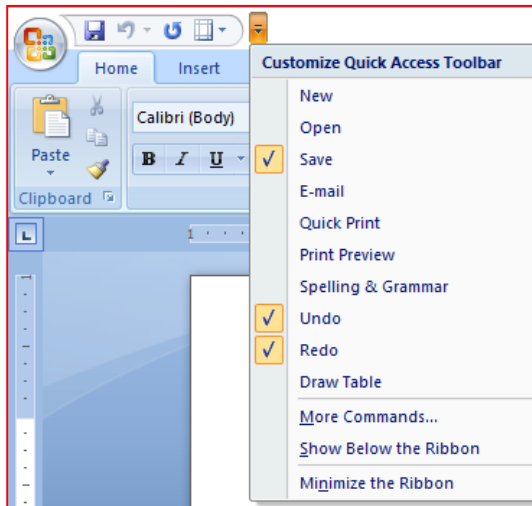 Customize Quick Access Toolbar
Home Insert
New
Open
Calibri (Body)
Save
Paste
B I U
E-mail
Clipboard
Quick Print
L
1
Print Preview
Spelling & Grammar
Undo
Redo
Draw Table
More Commands...
Show Below the Ribbon
Minimize the Ribbon